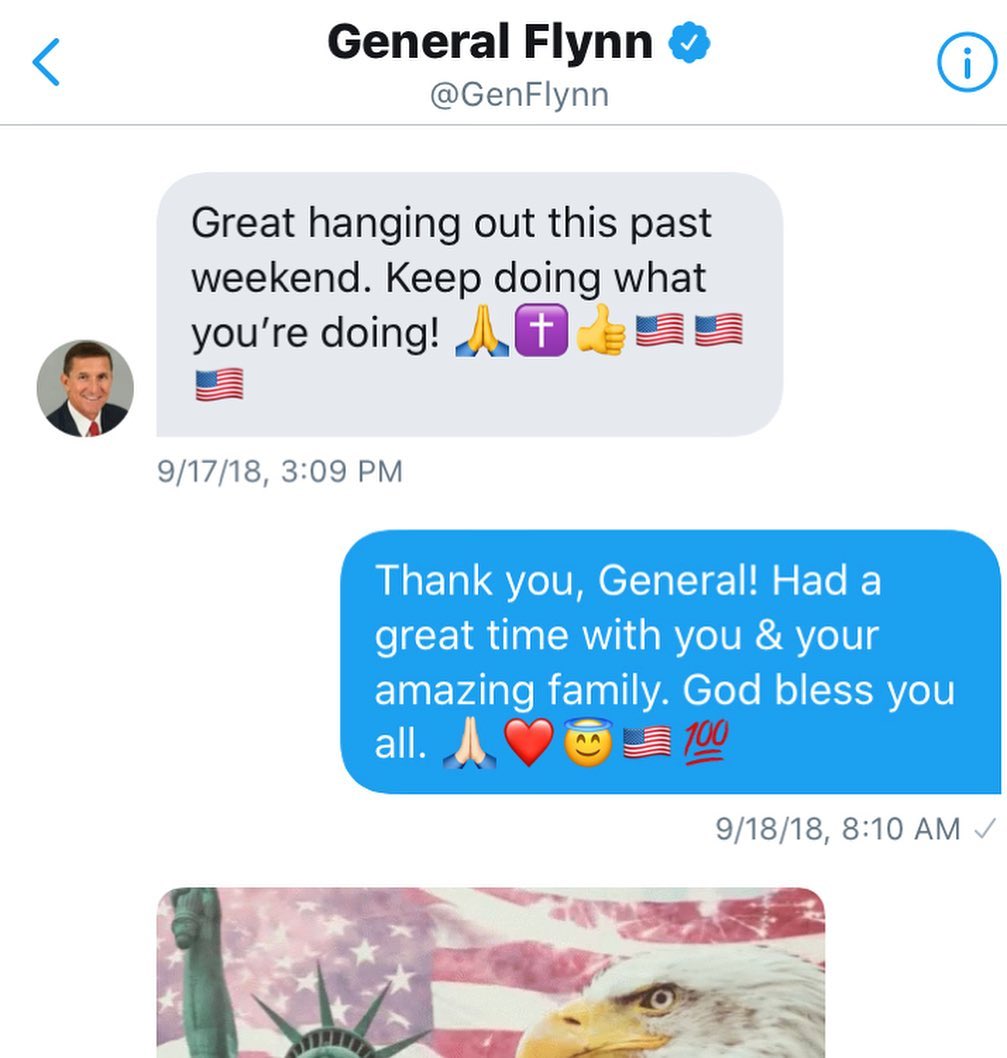 General Flynn
@GenFlynn
Great hanging out this past
weekend. Keep doing what
you’re doing! 🙏✝️👍🇺🇸🇺🇸
🇺🇸
9/17/18, 3:09 PM
Thank you, General! Had a
great time with you & your
amazing family. God bless you
all. 🙏🏻❤️😇🇺🇸💯
9/18/18, 8:10 AM